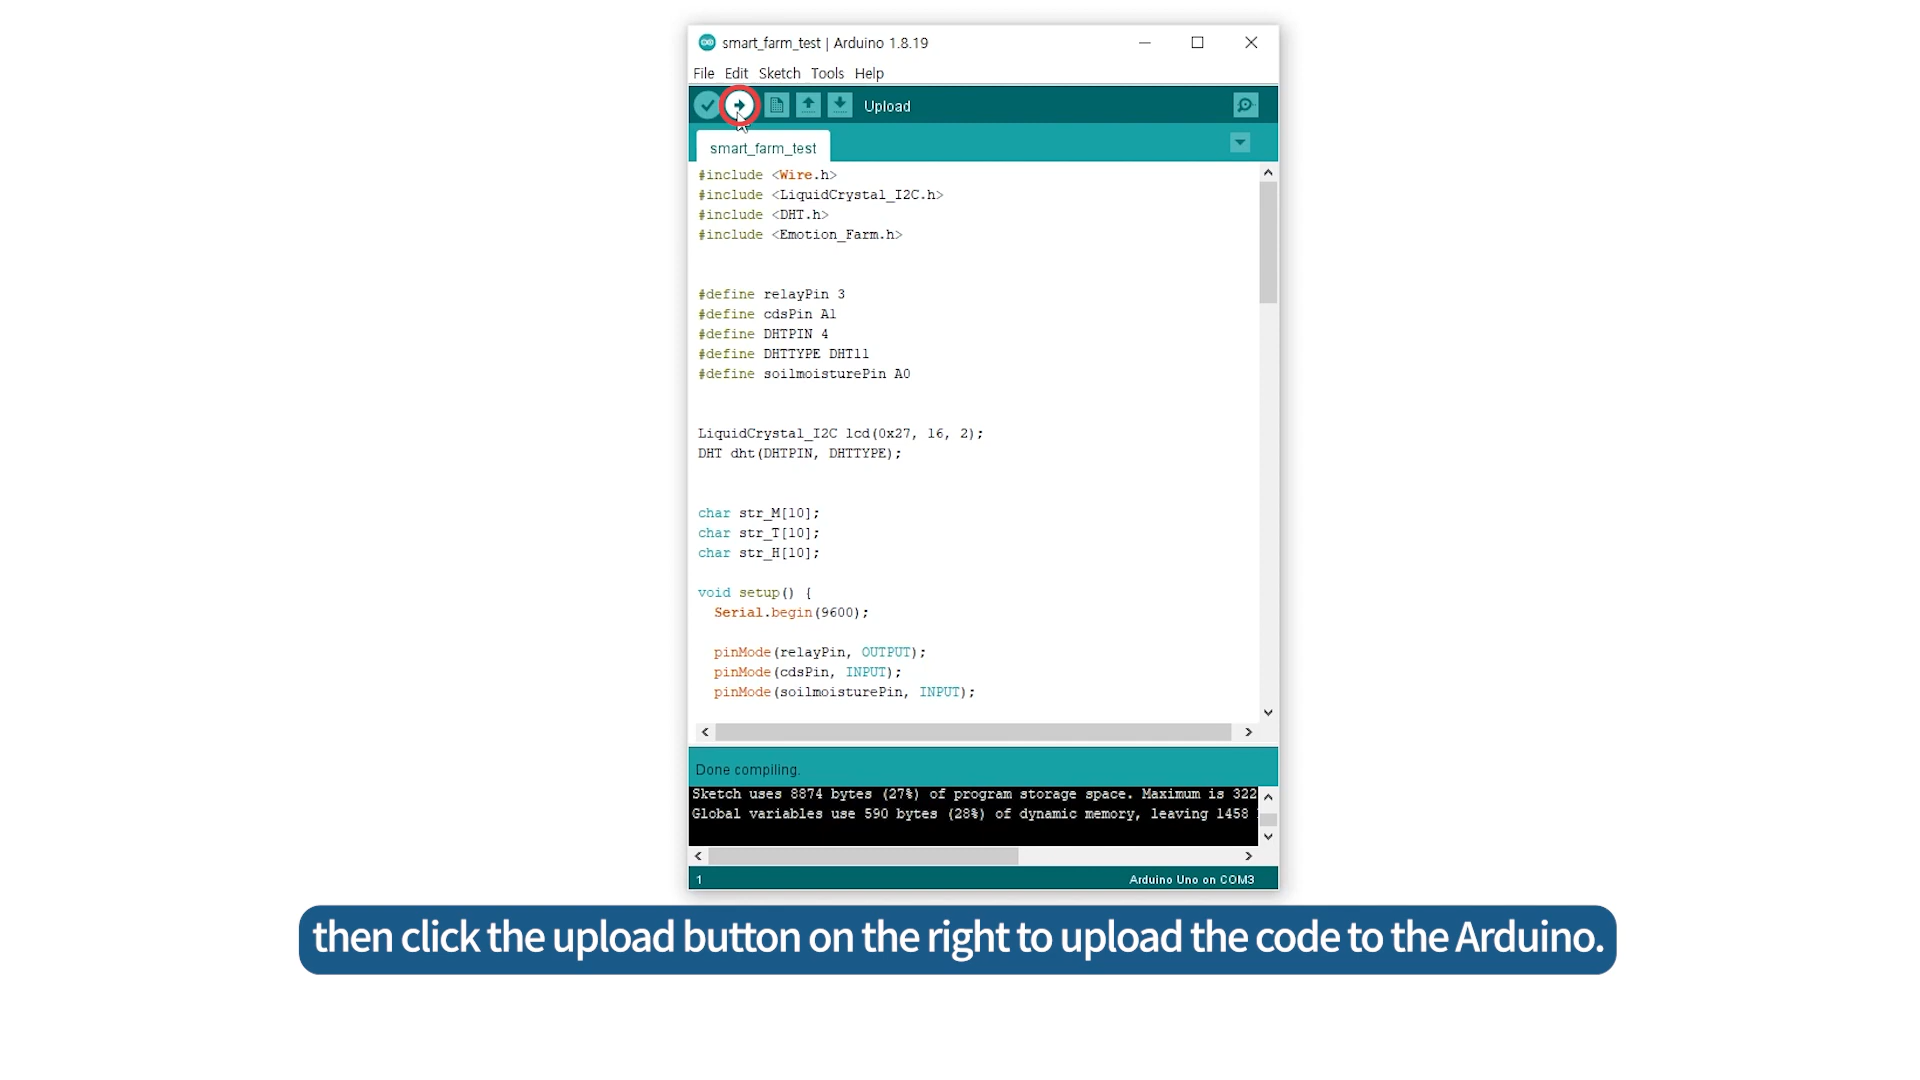 smart_farm_test | Arduino 1.8.19
File Edit Sketch Tools Help
Upload
smart_farm_test
#include <Wire.h>
#include <LiquidCrystal_I2C.h>
#include <DHT.h>
#include <Emotion_Farm.h>
#define relayPin 3
#define cdsPin A1
#define DHTPIN 4
#define DHTTYPE DHT11
#define soilmoisturePin A0
LiquidCrystal_I2C lcd(0x27, 16, 2);
DHT dht(DHTPIN, DHTTYPE);
char str_M[10];
char str_T[10];
char str_H[10];
void setup() {
Serial.begin(9600);
pinMode(relayPin, OUTPUT);
pinMode(cdsPin, INPUT);
pinMode(soilmoisturePin, INPUT);
Done compiling.
Sketch uses 8874 bytes (27%) of program storage space. Maximum is 322
Global variables use 590 bytes (28%) of dynamic memory, leaving 1458
1
Arduino Uno on COM3
then click the upload button on the right to upload the code to the Arduino.